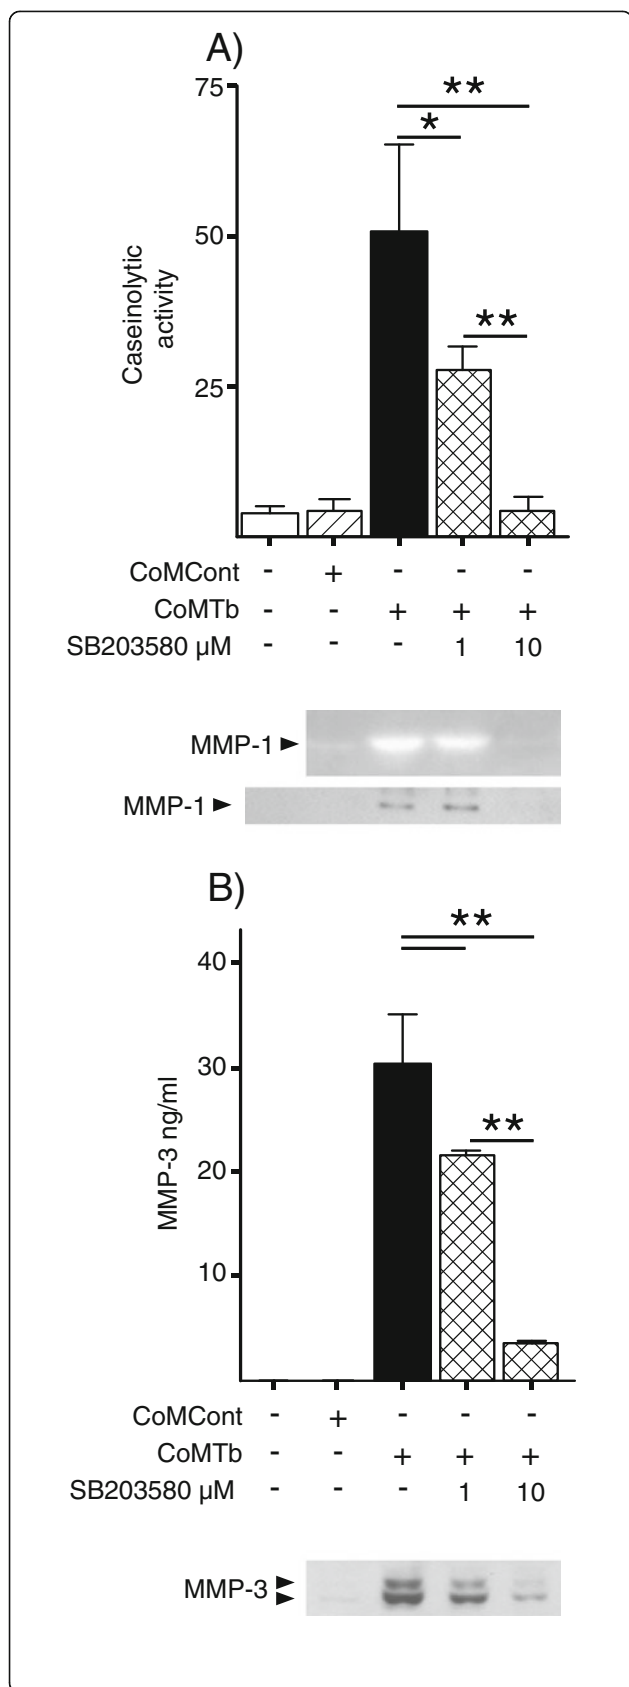 A)
75
**
*
50
**
Caseinolytic
activity
25
CoMCont - + - - -
CoMTb - - + + +
SB203580 µM - - - 1 10
MMP-1
MMP-1
B)
**
40
30
**
MMP-3 ng/ml
20
10
CoMCont - + - - -
CoMTb - - + + +
SB203580 µM - - - 1 10
MMP-3